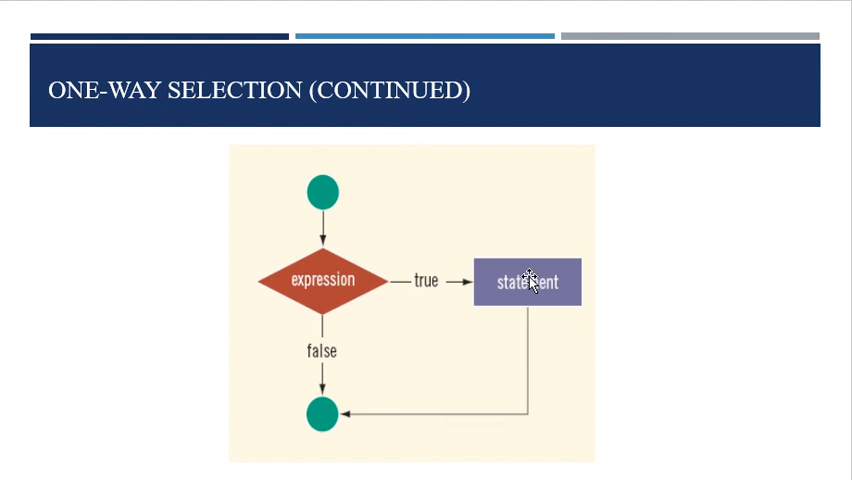 ONE-WAY SELECTION (CONTINUED)
expression
true
statement
false